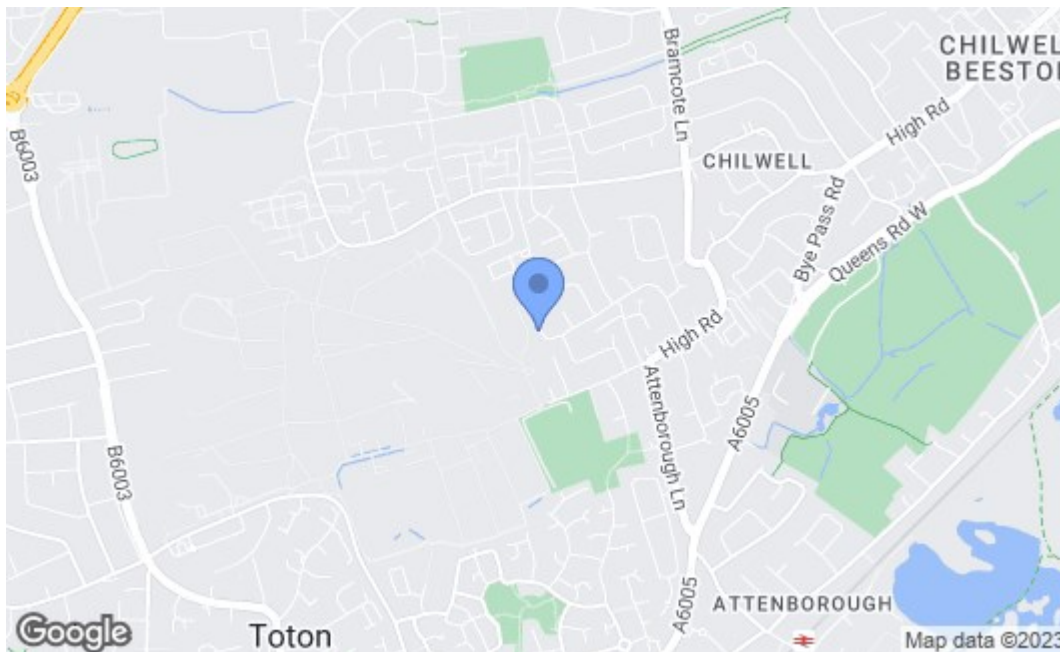 CHILWEL
BEESTO
Bramcote Ln
High Rd
CHILWELL
B6003
Bye Pass Rd
Queens Rd W
High Rd
Attenborough Ln
A6005
B6003
A6005
ATTENBOROUGH
Google
Toton
Map data ©2023